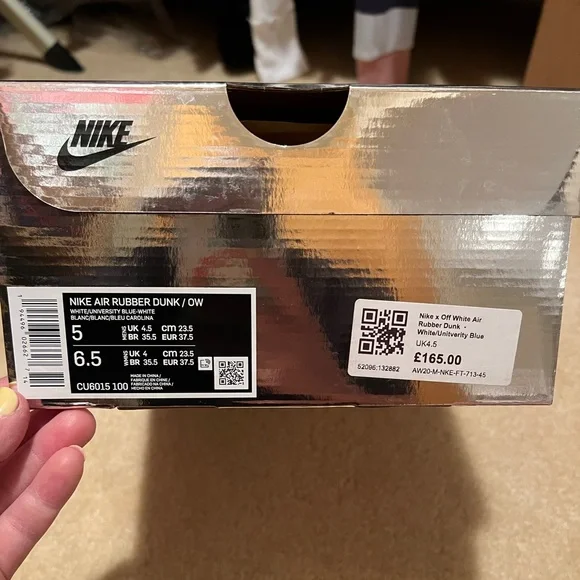 NIKE
NIKE AIR RUBBER DUNK / OW
WHITE/UNIVERSITY BLUE-WHITE
BLANC/BLANC/BLEU CAROLINA
5 MENS UK 4.5 CM 23.5
BR 35.5 EUR 37.5
6.5 WMNS UK 4 CM 23.5
BR 35.5 EUR 37.5
CU6015 100
MADE IN CHINA /
FABRIQUÉ EN CHINE /
FABRICADO NA CHINA /
HECHO EN CHINA
Nike x Off White Air
Rubber Dunk -
White/Unitverity Blue
UK4.5
£165.00
52096:132882
AW20-M-NKE-FT-713-45